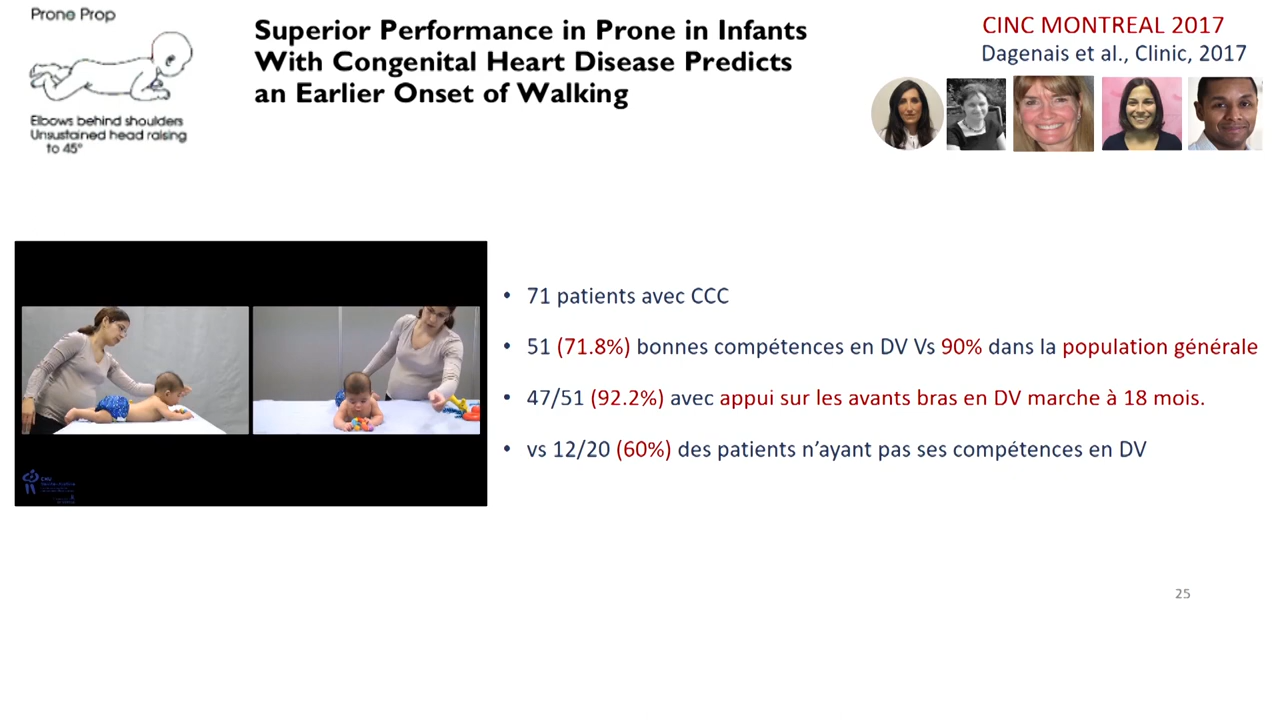 Prone Prop
Elbows behind shoulders
Unsustained head raising
to 45°
Superior Performance in Prone in Infants
With Congenital Heart Disease Predicts
an Earlier Onset of Walking
CINC MONTREAL 2017
Dagenais et al., Clinic, 2017
• 71 patients avec CCC
• 51 (71.8%) bonnes compétences en DV Vs 90% dans la population générale
• 47/51 (92.2%) avec appui sur les avants bras en DV marche à 18 mois.
• vs 12/20 (60%) des patients n'ayant pas ses compétences en DV
25